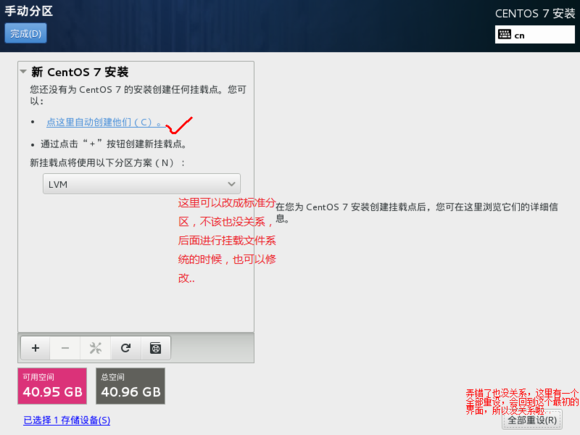 手动分区
CENTOS 7 安装
完成(D)
cn
新 CentOS 7 安装
您还没有为 CentOS 7 的安装创建任何挂载点。您可
以:
• 点这里自动创建他们（C）。
• 通过点击“+”按钮创建新挂载点。
新挂载点将使用以下分区方案（N）:
LVM
这里可以改成标准分
区，不该也没关系，
后面进行挂载文件系
统的时候，也可以修
改..
在您为 CentOS 7 安装创建挂载点后，您可在这里浏览它们的详细信
息。
+ −
可用空间
40.95 GB
总空间
40.96 GB
已选择 1 存储设备(S)
弄错了也没关系，这里有一个
全部重设，会回到这个最初的
界面，所以没关系啦..
全部重设(R)